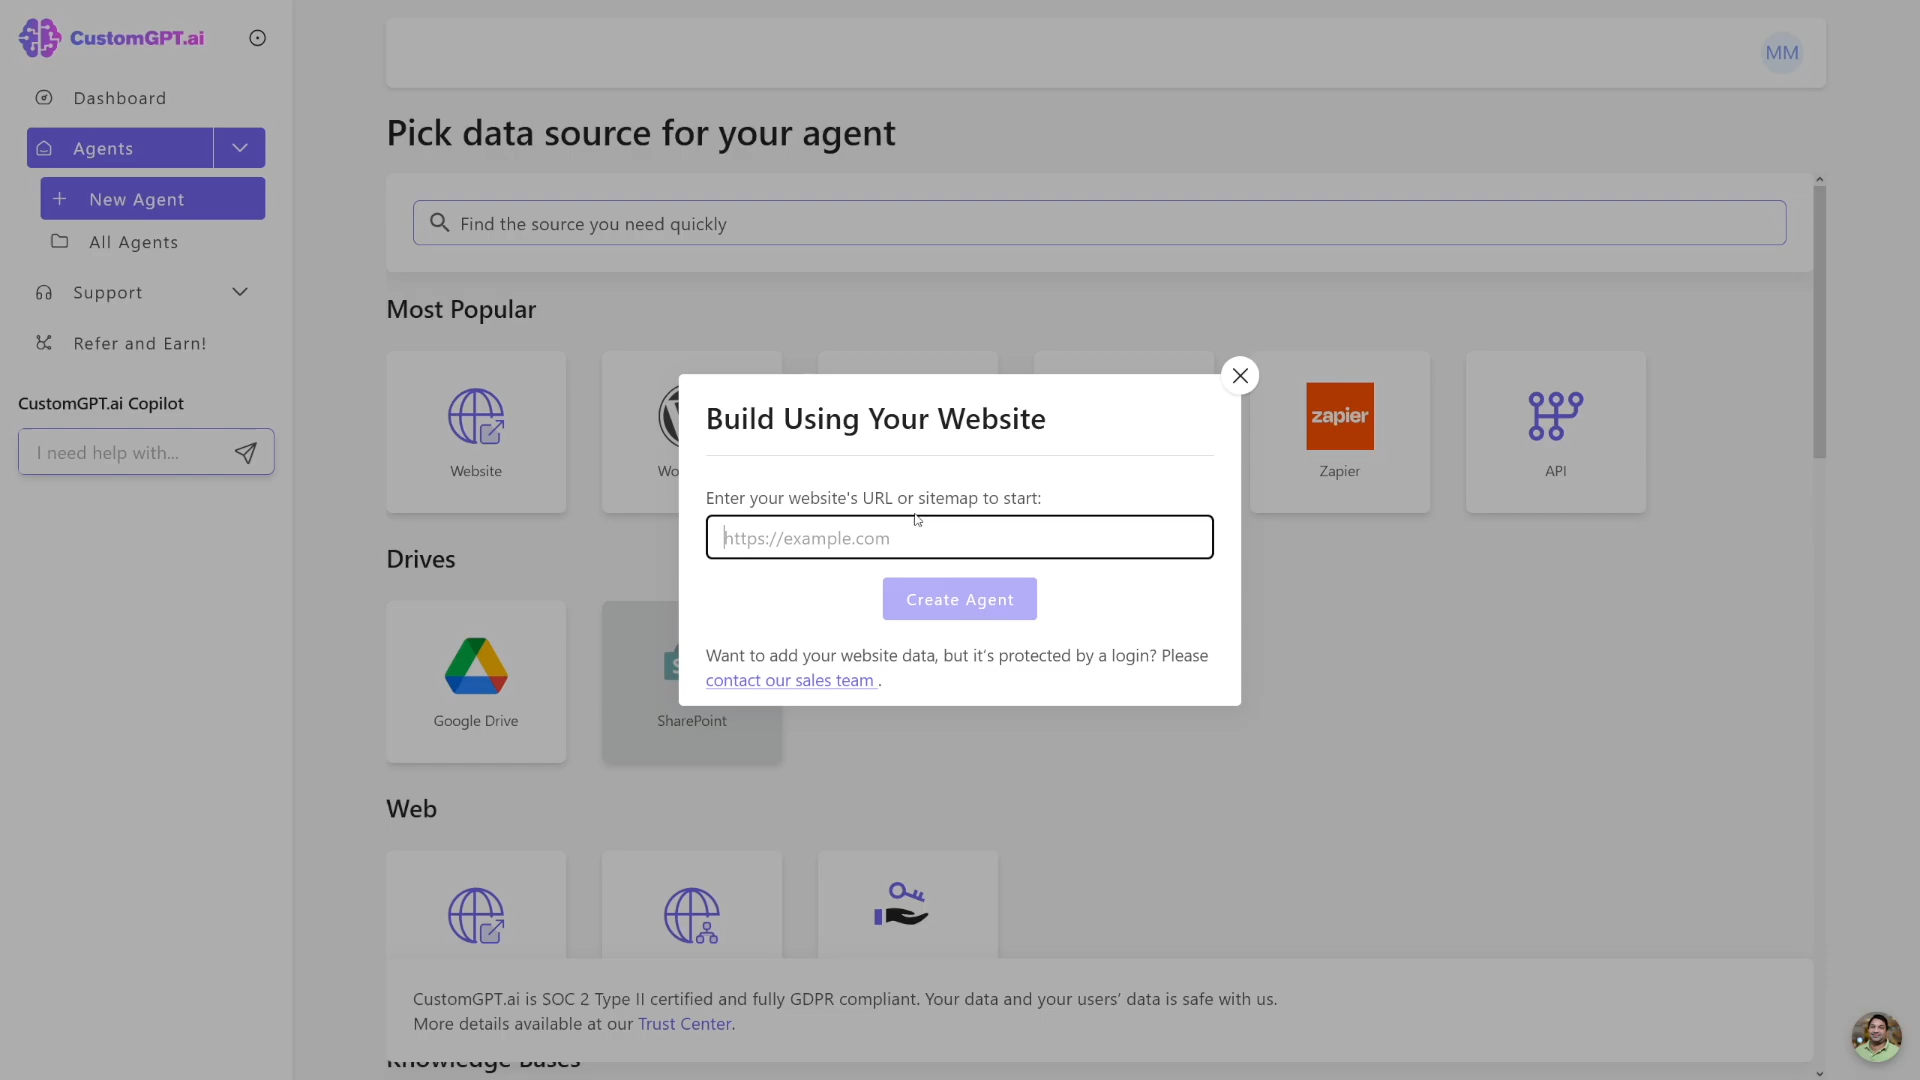 CustomGPT.ai
Dashboard
Agents
New Agent
All Agents
Support
Refer and Earn!
CustomGPT.ai Copilot
I need help with...
MM
Pick data source for your agent
Find the source you need quickly
Most Popular
Website
Wo
Zapier
zapier
API
Build Using Your Website
Enter your website's URL or sitemap to start:
https://example.com
Create Agent
Want to add your website data, but it's protected by a login? Please
contact our sales team .
Drives
Google Drive
SharePoint
Web
CustomGPT.ai is SOC 2 Type II certified and fully GDPR compliant. Your data and your users' data is safe with us.
More details available at our Trust Center.
Knowledge Bases